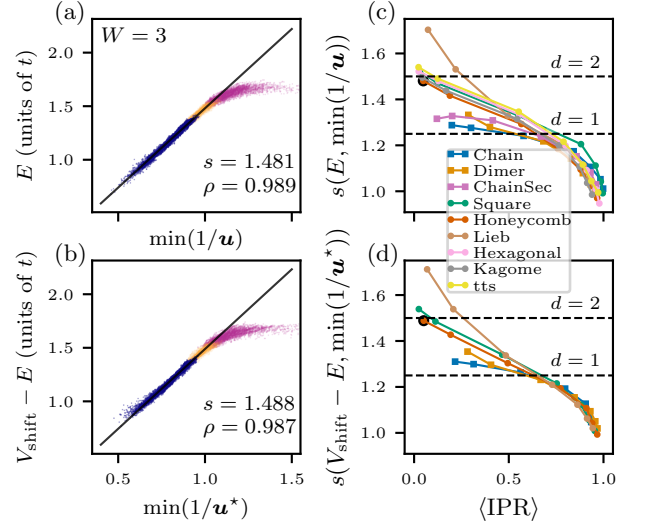 (a)
W = 3
E (units of t)
2.0
1.5
1.0
s = 1.481
ρ = 0.989
min(1/u)
(b)
V_shift − E (units of t)
2.0
1.5
1.0
s = 1.488
ρ = 0.987
0.5 1.0 1.5
min(1/u⋆)
(c)
s(E, min(1/u))
1.6
1.4
1.2
1.0
d = 2
d = 1
Chain
Dimer
ChainSec
Square
Honeycomb
Lieb
Hexagonal
Kagome
tts
(d)
s(V_shift − E, min(1/u⋆))
1.6
1.4
1.2
1.0
d = 2
d = 1
0.0 0.5 1.0
⟨IPR⟩